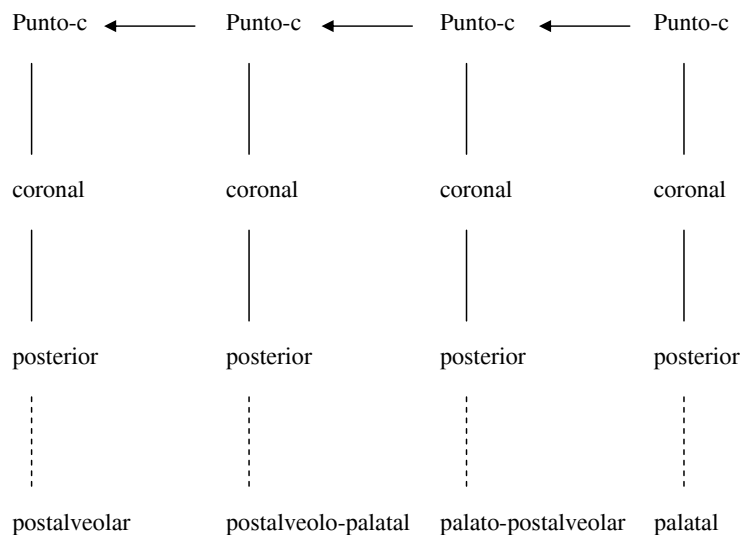 Punto-c Punto-c Punto-c Punto-c
coronal coronal coronal coronal
posterior posterior posterior posterior
postalveolar postalveolo-palatal palato-postalveolar palatal